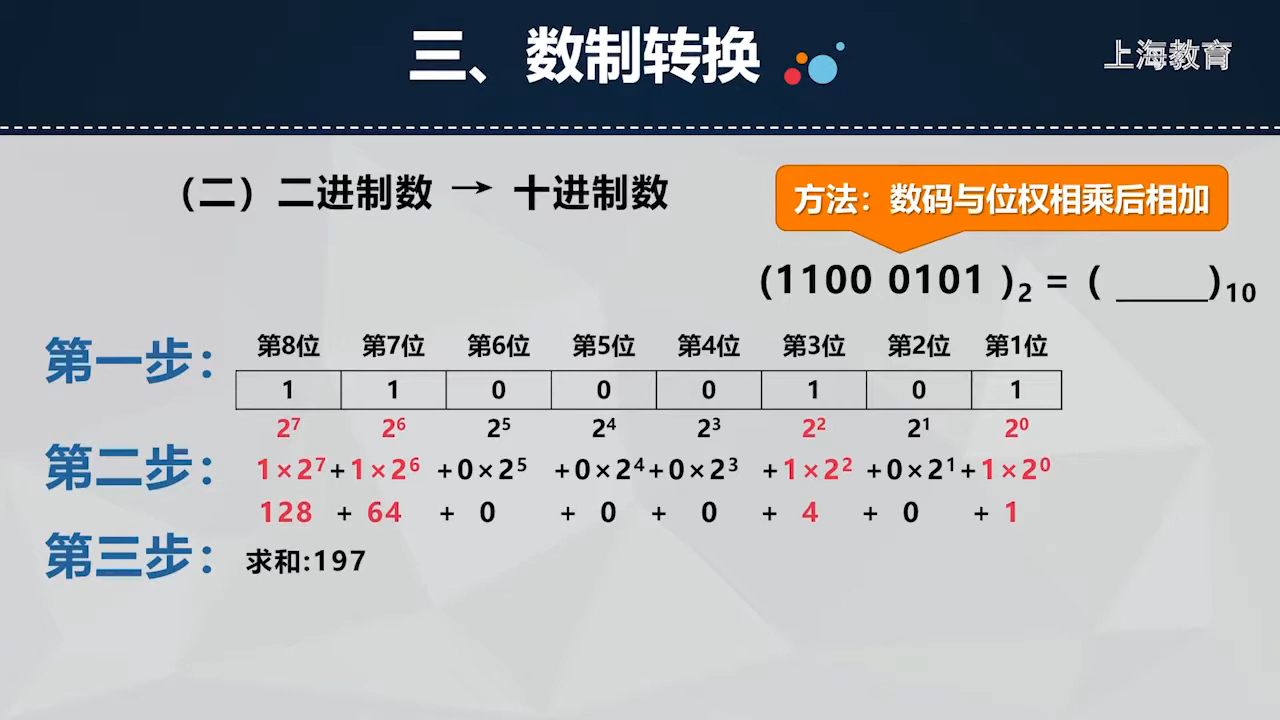 三、数制转换
上海教育
（二）二进制数 → 十进制数
方法：数码与位权相乘后相加
(1100 0101 )₂ = ( _____)₁₀
第一步：
第8位 第7位 第6位 第5位 第4位 第3位 第2位 第1位
1 1 0 0 0 1 0 1
2⁷ 2⁶ 2⁵ 2⁴ 2³ 2² 2¹ 2⁰
第二步： 1×2⁷+1×2⁶ +0×2⁵ +0×2⁴+0×2³ +1×2² +0×2¹+1×2⁰
128 + 64 + 0 + 0 + 0 + 4 + 0 + 1
第三步： 求和:197